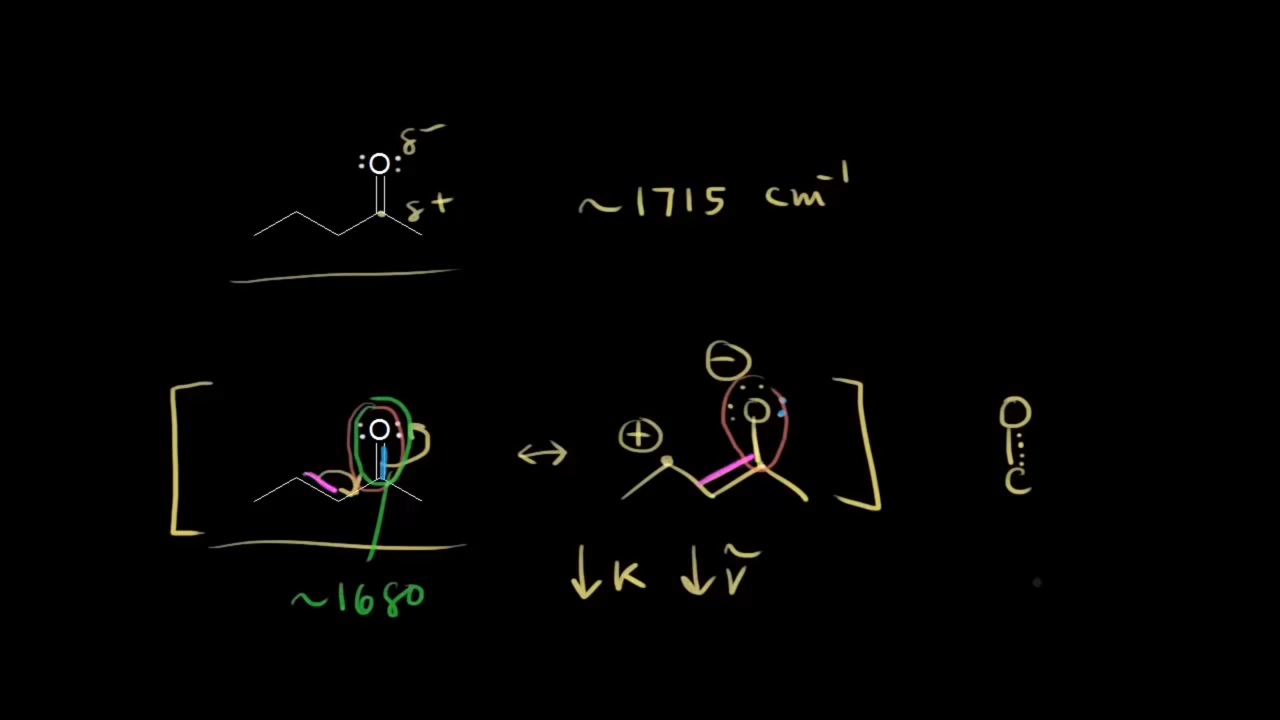 δ−
:O:
δ+
~1715 cm⁻¹
−
:O:
O
+
O
C
↓K ↓ṽ
~1680